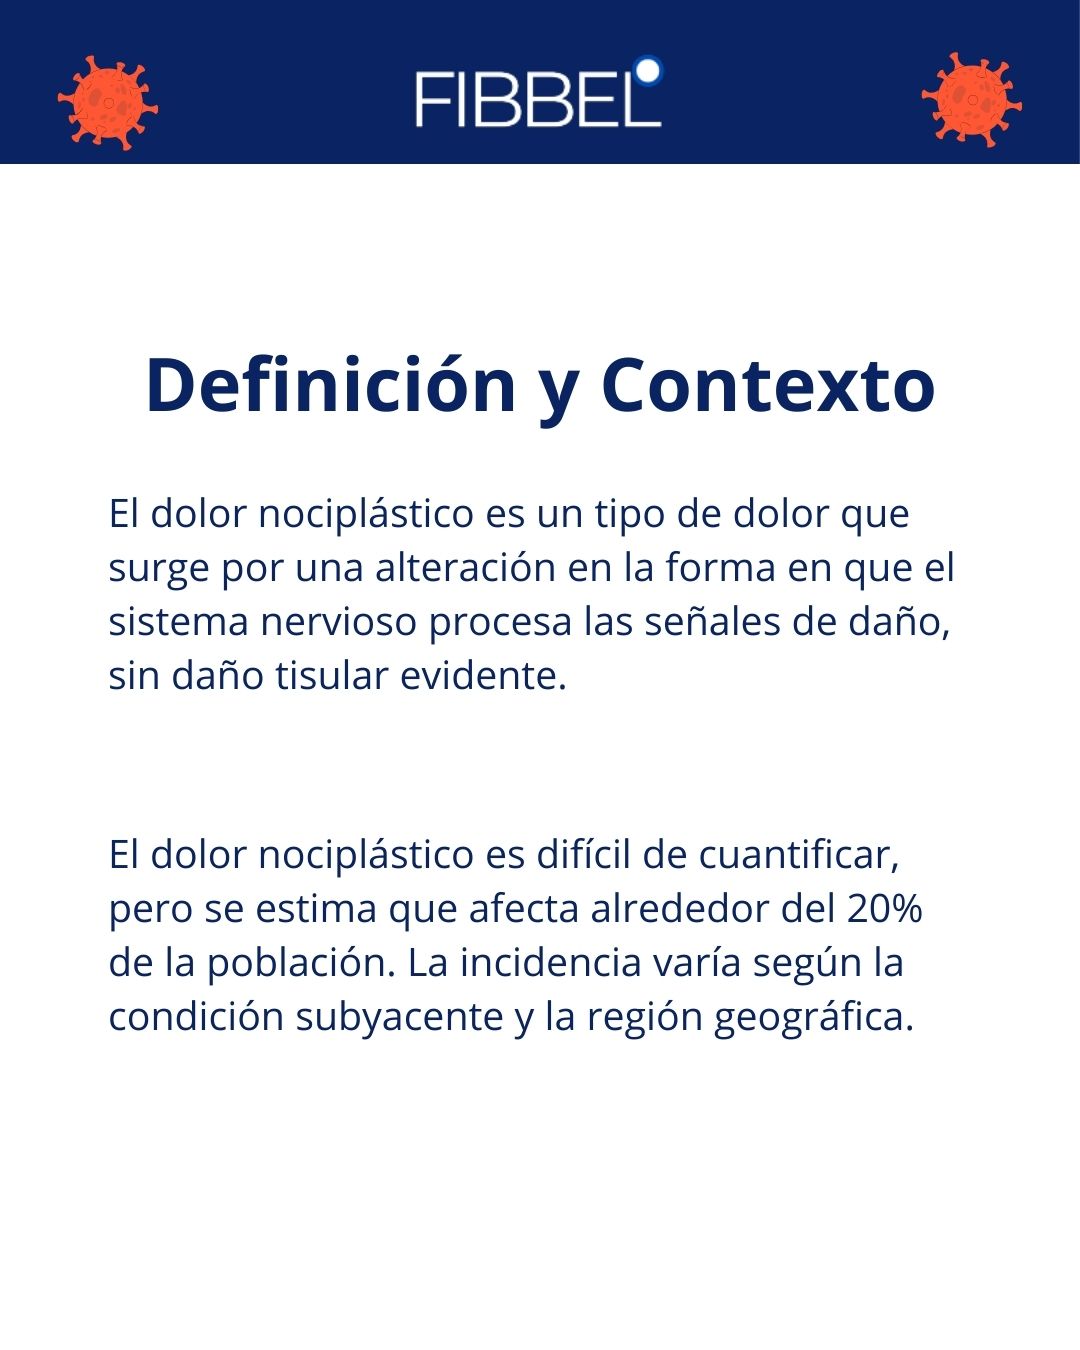 FIBBEL
Definición y Contexto
El dolor nociplástico es un tipo de dolor que
surge por una alteración en la forma en que el
sistema nervioso procesa las señales de daño,
sin daño tisular evidente.
El dolor nociplástico es difícil de cuantificar,
pero se estima que afecta alrededor del 20%
de la población. La incidencia varía según la
condición subyacente y la región geográfica.